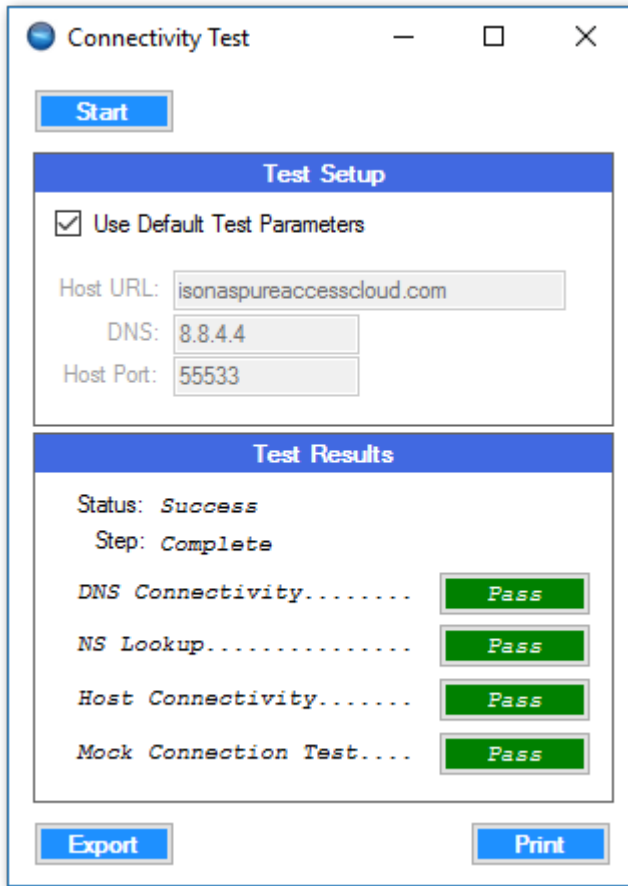 Connectivity Test
Start
Test Setup
Use Default Test Parameters
Host URL: isonaspureaccesscloud.com
DNS: 8.8.4.4
Host Port: 55533
Test Results
Status: Success
Step: Complete
DNS Connectivity........ Pass
NS Lookup............... Pass
Host Connectivity....... Pass
Mock Connection Test.... Pass
Export Print